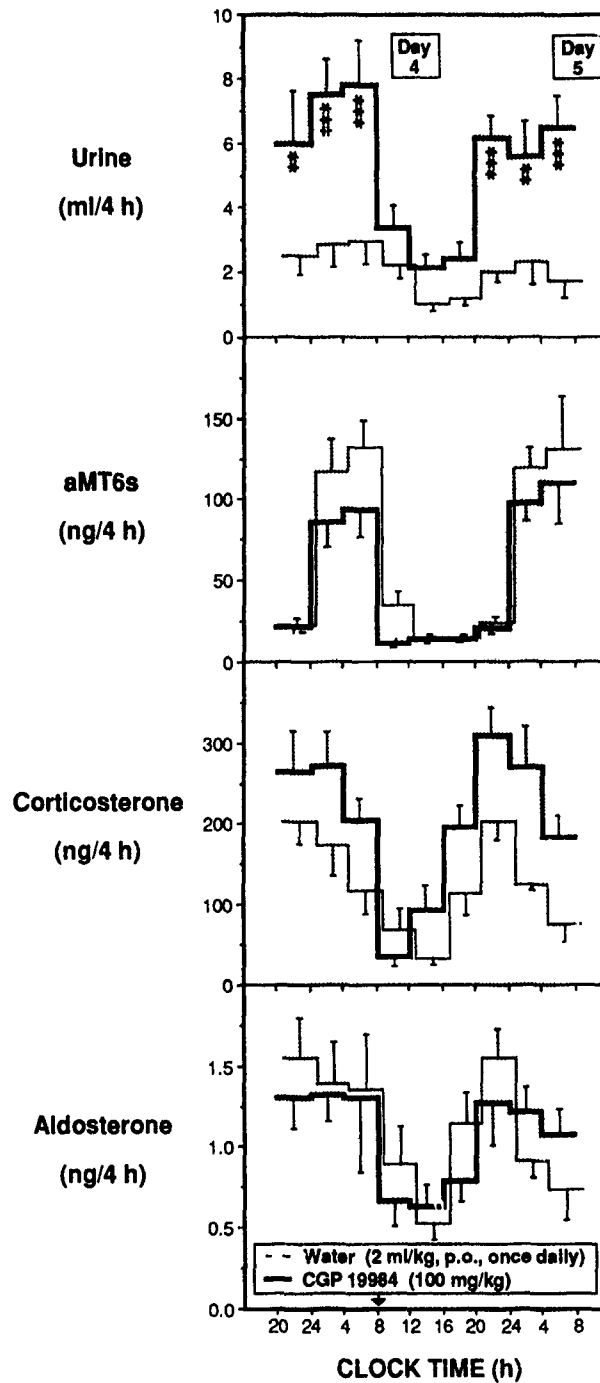 Urine
(ml/4 h)
10
8
6
4
2
0
Day
4
Day
5
** *** ***
*** ** ***
aMT6s
(ng/4 h)
150
100
50
0
Corticosterone
(ng/4 h)
300
200
100
0
Aldosterone
(ng/4 h)
1.5
1.0
0.5
0.0
Water (2 ml/kg, p.o., once daily)
CGP 19984 (100 mg/kg)
20 24 4 8 12 16 20 24 4 8
CLOCK TIME (h)